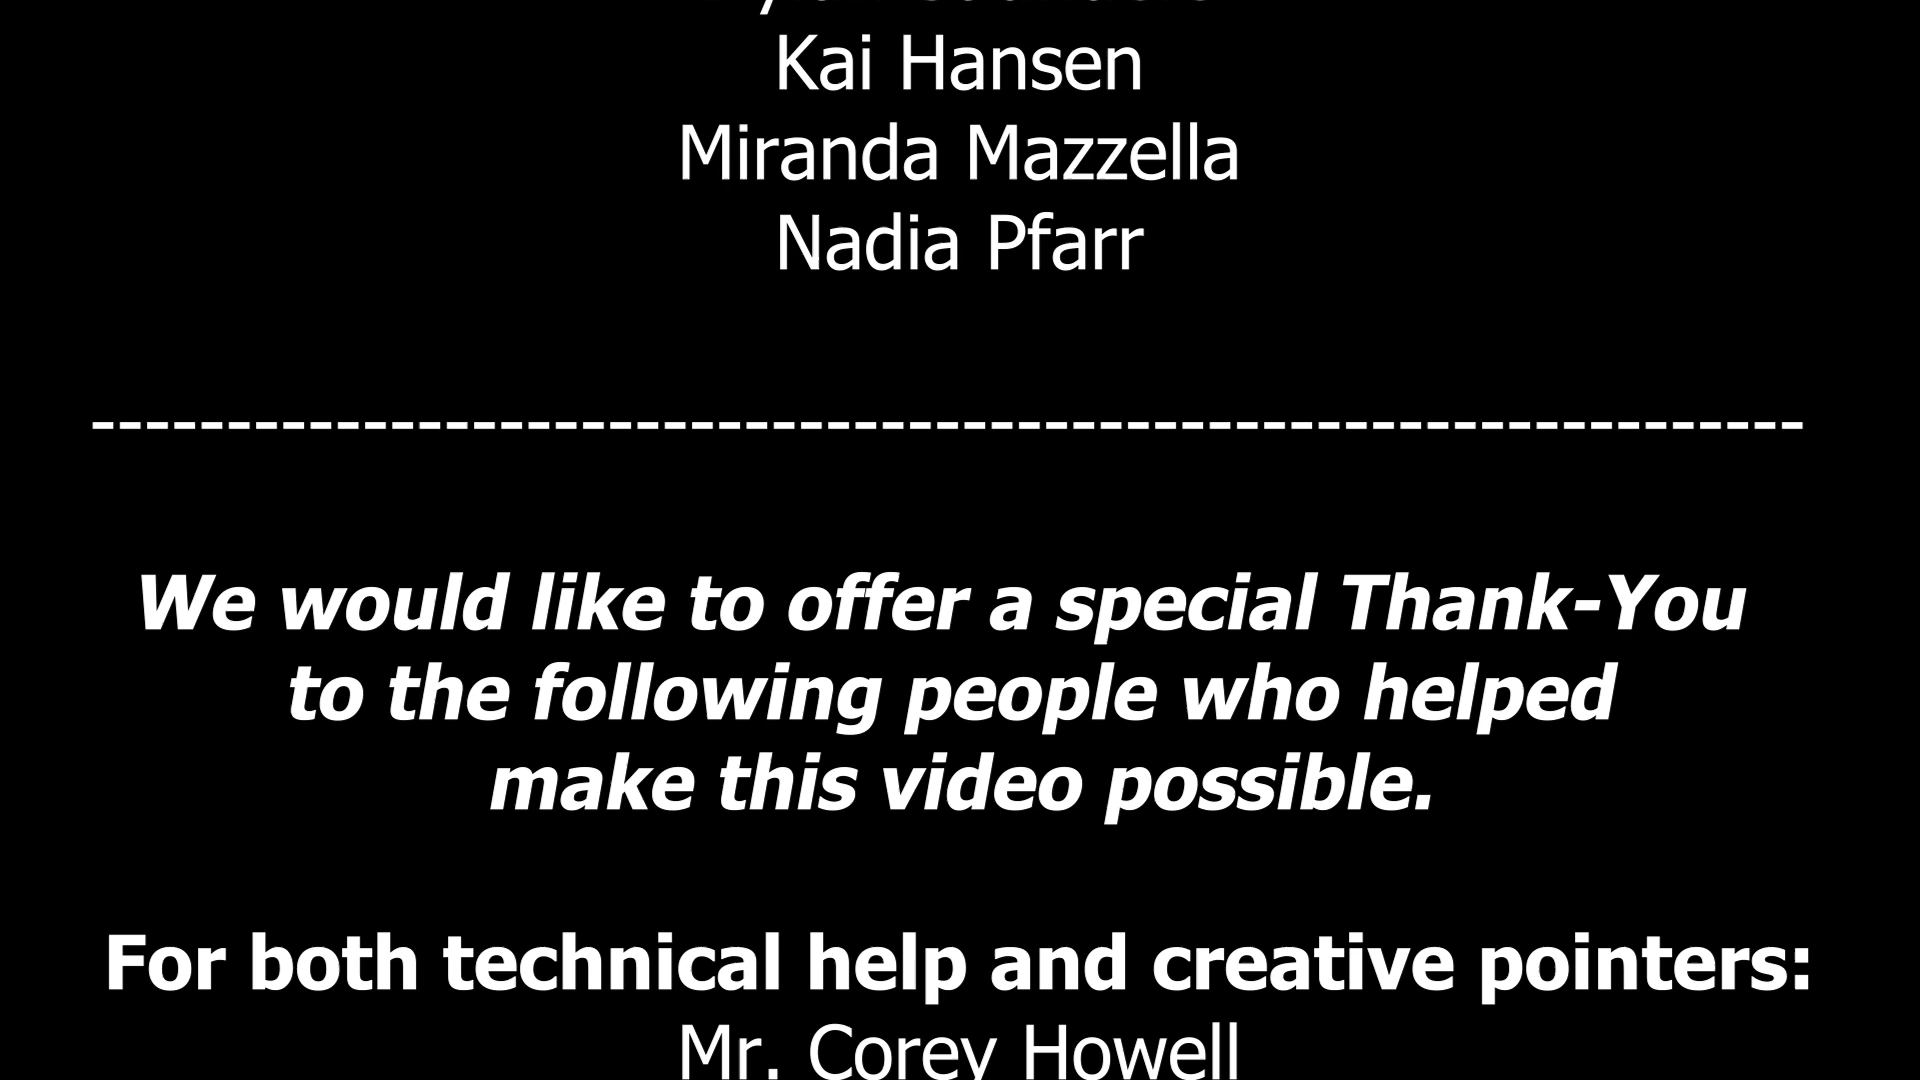 Kai Hansen
Miranda Mazzella
Nadia Pfarr
---------------------------------------------------------------
We would like to offer a special Thank-You
to the following people who helped
make this video possible.
For both technical help and creative pointers:
Mr. Corey Howell